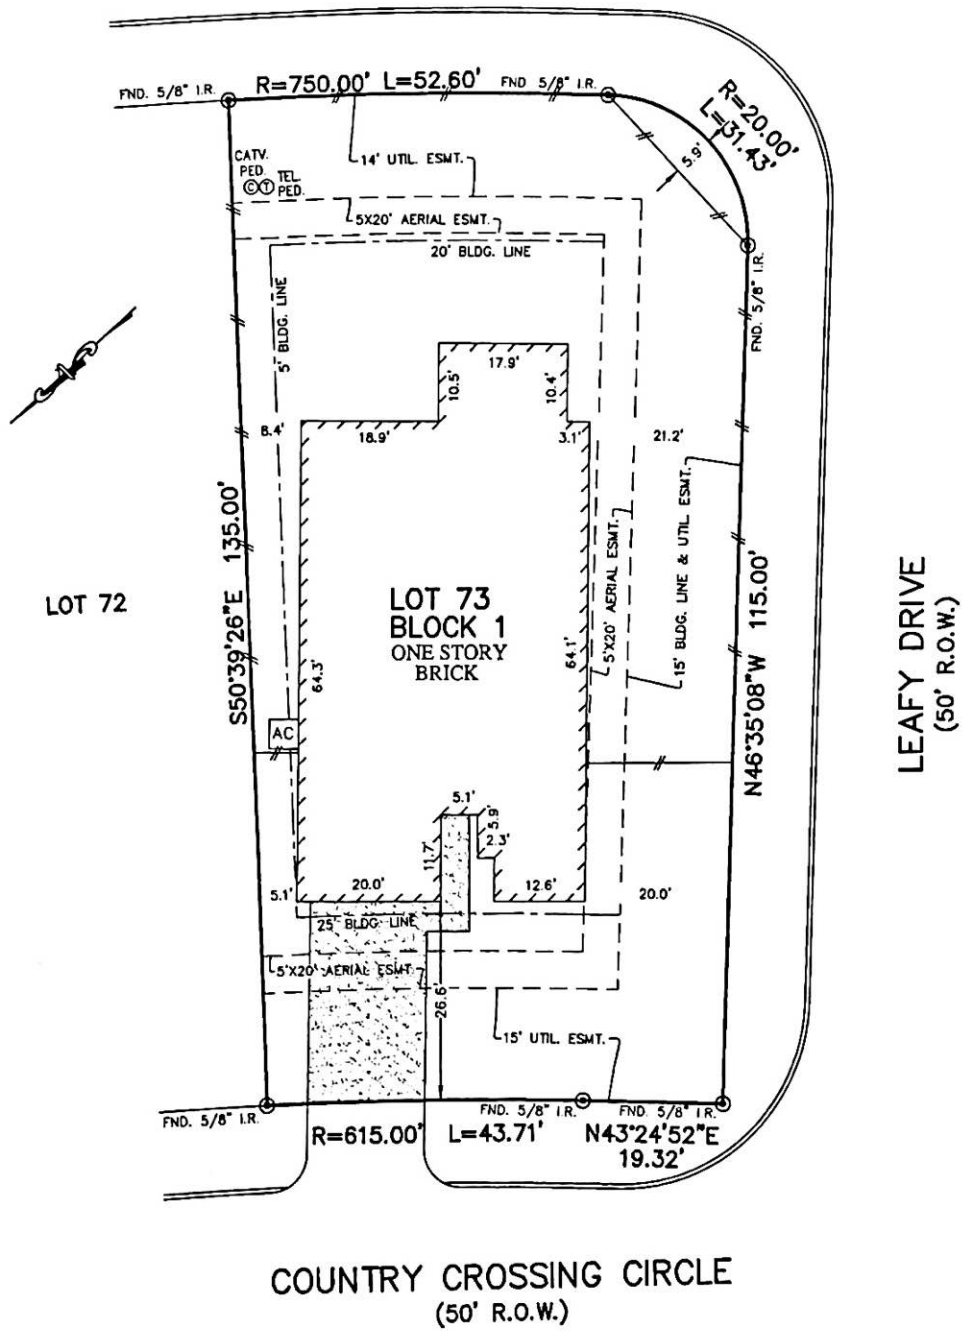 FND. 5/8" I.R.
R=750.00' L=52.60'
FND 5/8" I.R.
R=20.00'
L=31.43'
5.9'
14' UTIL. ESMT.
CATV.
PED.
C T
TEL.
PED.
5X20' AERIAL ESMT.
20' BLDG. LINE
5' BLDG. LINE
FND. 5/8" I.R.
17.9'
10.5'
10.4'
8.4'
18.9'
3.1'
21.2'
S50°39'26"E 135.00'
LOT 72
LOT 73
BLOCK 1
ONE STORY
BRICK
64.3'
64.1'
5'X20' AERIAL ESMT.
15' BLDG. LINE & UTIL ESMT.
N46°35'08"W 115.00'
LEAFY DRIVE
(50' R.O.W.)
AC
5.1'
5.9'
2.3'
11.7'
5.1'
20.0'
12.6'
20.0'
25' BLDG LINE
5'X20' AERIAL ESMT.
26.6'
15' UTIL. ESMT.
FND. 5/8" I.R.
FND. 5/8" I.R.
FND. 5/8" I.R.
R=615.00' L=43.71'
N43°24'52"E
19.32'
COUNTRY CROSSING CIRCLE
(50' R.O.W.)